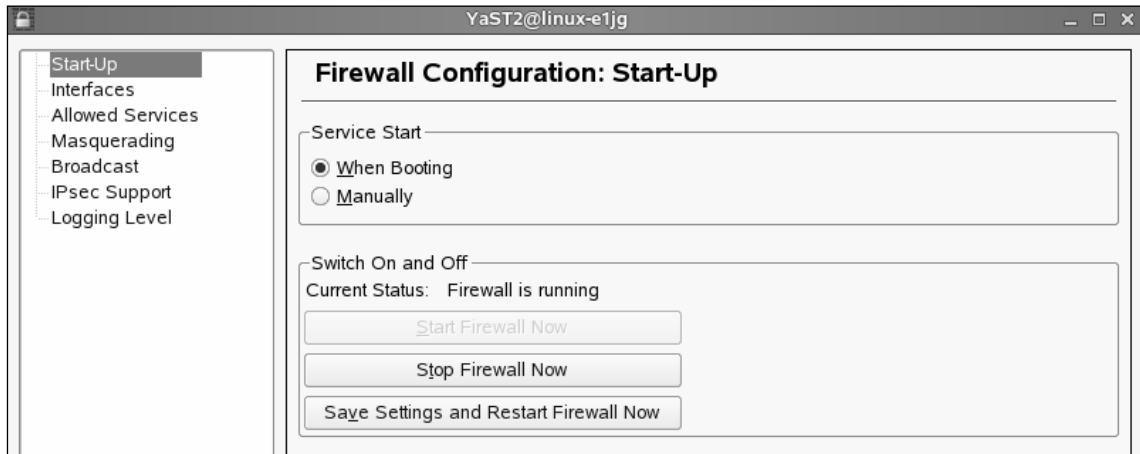 YaST2@linux-e1jg
Start-Up
Interfaces
Allowed Services
Masquerading
Broadcast
IPsec Support
Logging Level
Firewall Configuration: Start-Up
Service Start
When Booting
Manually
Switch On and Off
Current Status: Firewall is running
Start Firewall Now
Stop Firewall Now
Save Settings and Restart Firewall Now